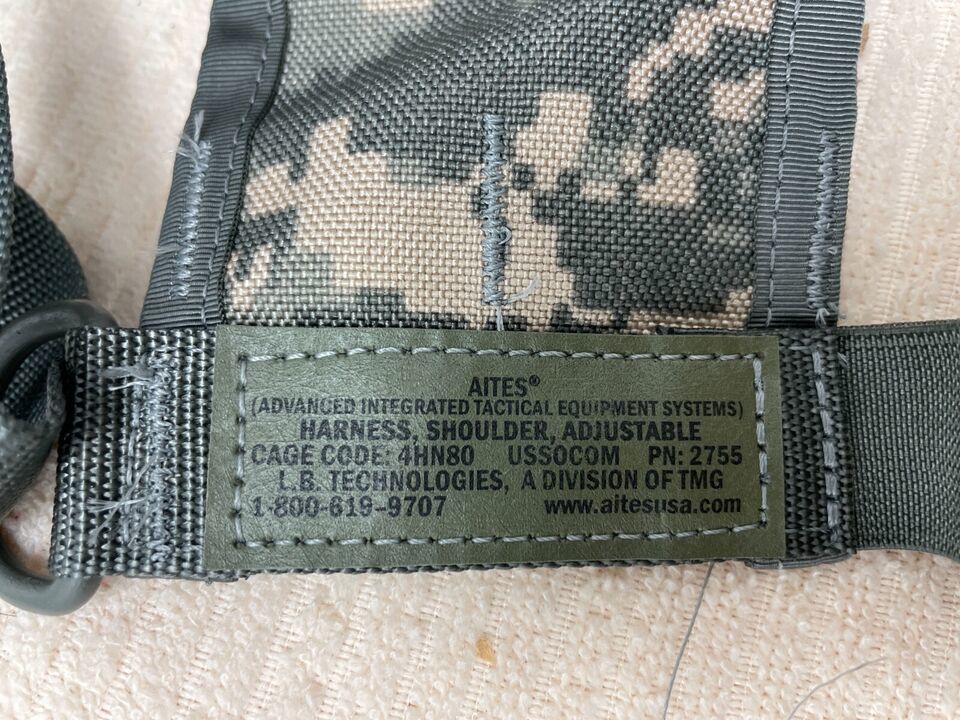 AITES®
(ADVANCED INTEGRATED TACTICAL EQUIPMENT SYSTEMS)
HARNESS, SHOULDER, ADJUSTABLE
CAGE CODE: 4HN80 USSOCOM PN: 2755
L.B. TECHNOLOGIES, A DIVISION OF TMG
1-800-619-9707 www.aitesusa.com